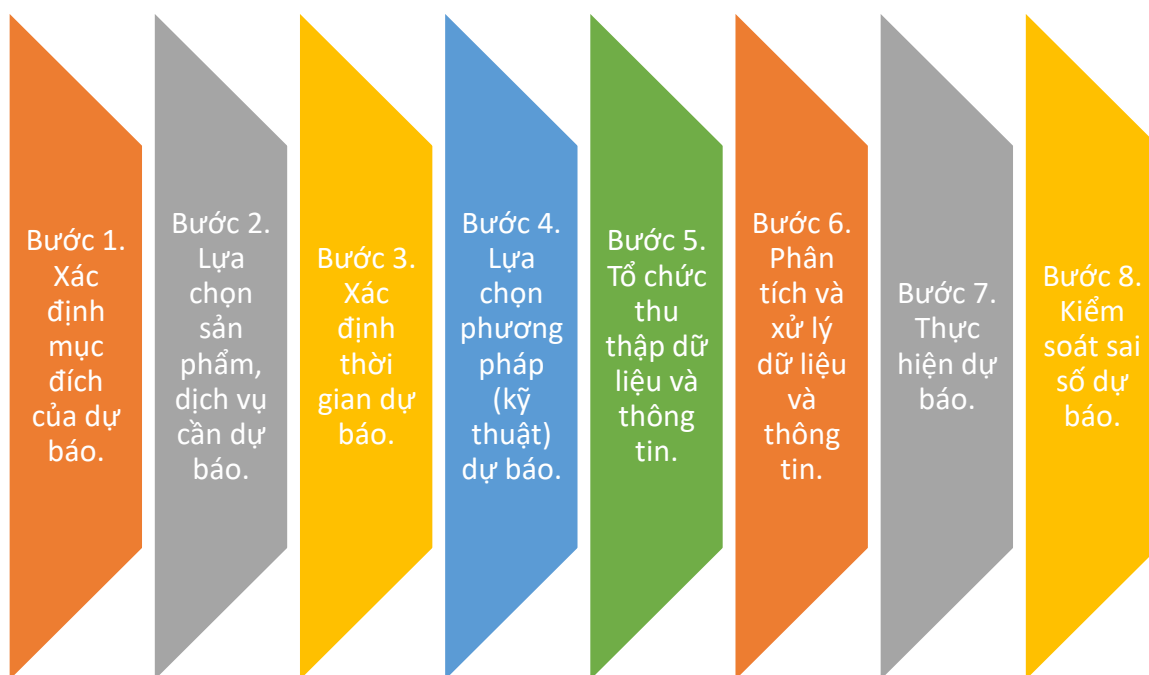 Bước 1.
Xác
định
mục
đích
của dự
báo.
Bước 2.
Lựa
chọn
sản
phẩm,
dịch vụ
cần dự
báo.
Bước 3.
Xác
định
thời
gian dự
báo.
Bước 4.
Lựa
chọn
phương
pháp
(kỹ
thuật)
dự báo.
Bước 5.
Tổ chức
thu
thập dữ
liệu và
thông
tin.
Bước 6.
Phân
tích và
xử lý
dữ liệu
và
thông
tin.
Bước 7.
Thực
hiện dự
báo.
Bước 8.
Kiểm
soát sai
số dự
báo.